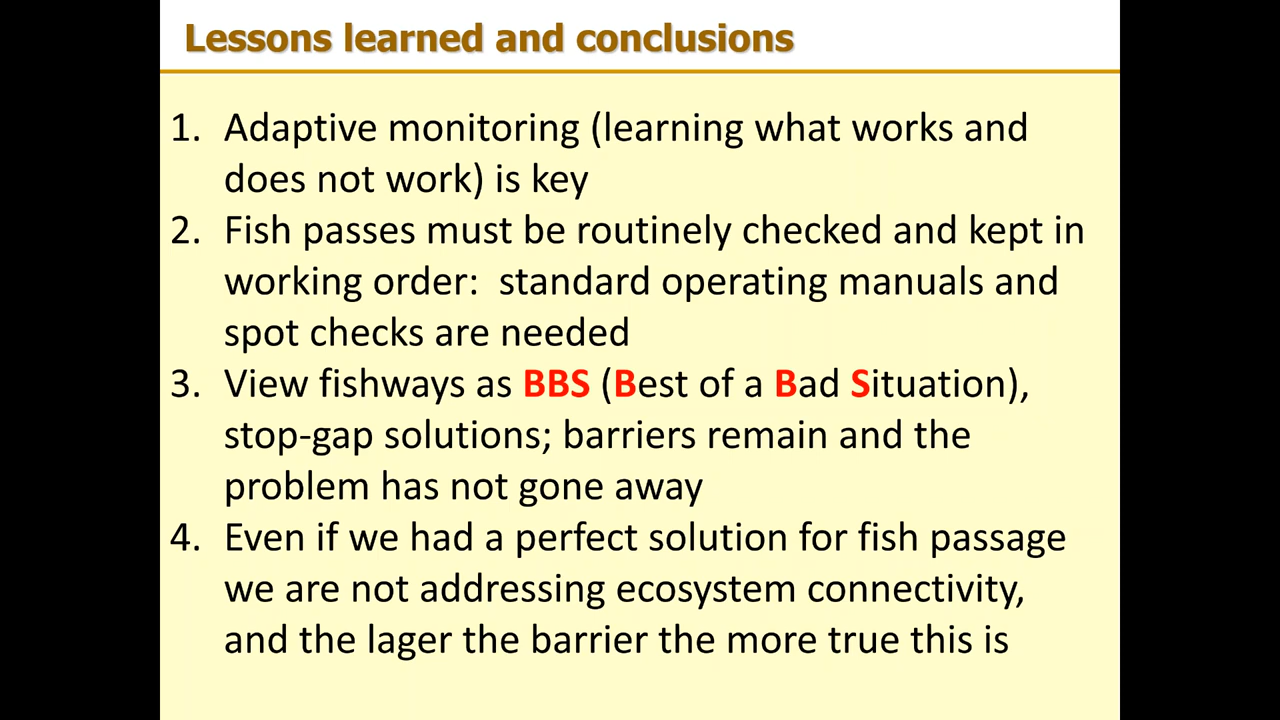 Lessons learned and conclusions
1. Adaptive monitoring (learning what works and
does not work) is key
2. Fish passes must be routinely checked and kept in
working order:  standard operating manuals and
spot checks are needed
3. View fishways as BBS (Best of a Bad Situation),
stop-gap solutions; barriers remain and the
problem has not gone away
4. Even if we had a perfect solution for fish passage
we are not addressing ecosystem connectivity,
and the lager the barrier the more true this is